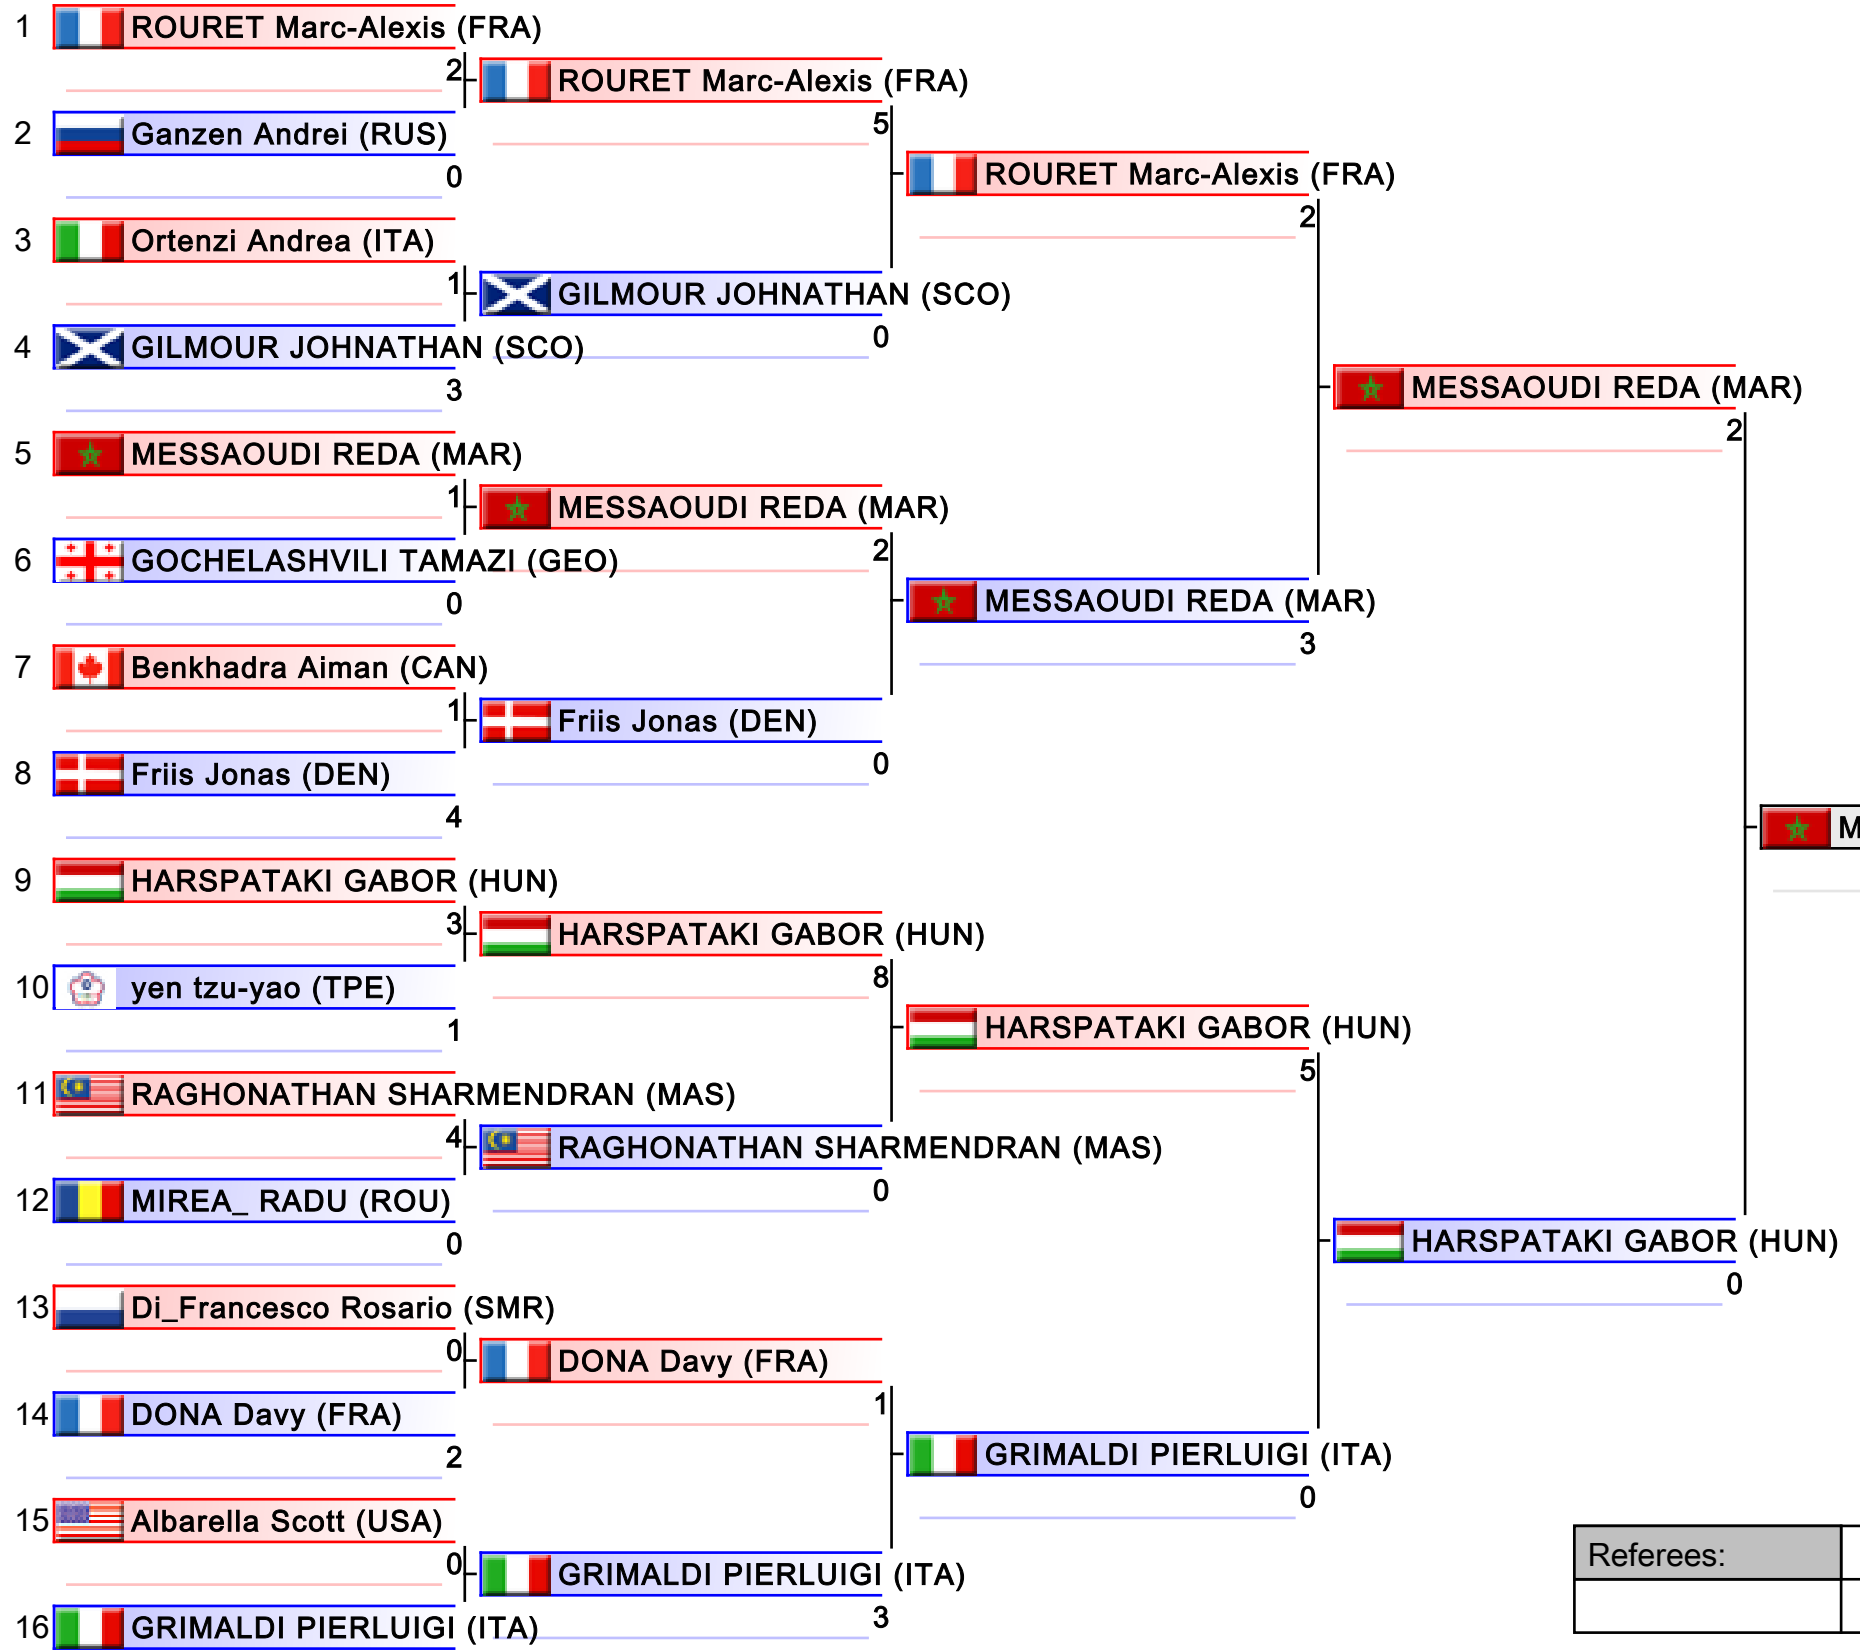 1 ROURET Marc-Alexis (FRA)
2
2 Ganzen Andrei (RUS)
0
3 Ortenzi Andrea (ITA)
1
4 GILMOUR JOHNATHAN (SCO)
3
5 MESSAOUDI REDA (MAR)
1
6 GOCHELASHVILI TAMAZI (GEO)
0
7 Benkhadra Aiman (CAN)
1
8 Friis Jonas (DEN)
4
9 HARSPATAKI GABOR (HUN)
3
10 yen tzu-yao (TPE)
1
11 RAGHONATHAN SHARMENDRAN (MAS)
4
12 MIREA_ RADU (ROU)
0
13 Di_Francesco Rosario (SMR)
0
14 DONA Davy (FRA)
2
15 Albarella Scott (USA)
0
16 GRIMALDI PIERLUIGI (ITA)
ROURET Marc-Alexis (FRA)
5
GILMOUR JOHNATHAN (SCO)
0
MESSAOUDI REDA (MAR)
2
Friis Jonas (DEN)
0
HARSPATAKI GABOR (HUN)
8
RAGHONATHAN SHARMENDRAN (MAS)
0
DONA Davy (FRA)
1
GRIMALDI PIERLUIGI (ITA)
3
ROURET Marc-Alexis (FRA)
2
MESSAOUDI REDA (MAR)
3
HARSPATAKI GABOR (HUN)
5
GRIMALDI PIERLUIGI (ITA)
0
MESSAOUDI REDA (MAR)
2
HARSPATAKI GABOR (HUN)
0
M
Referees: